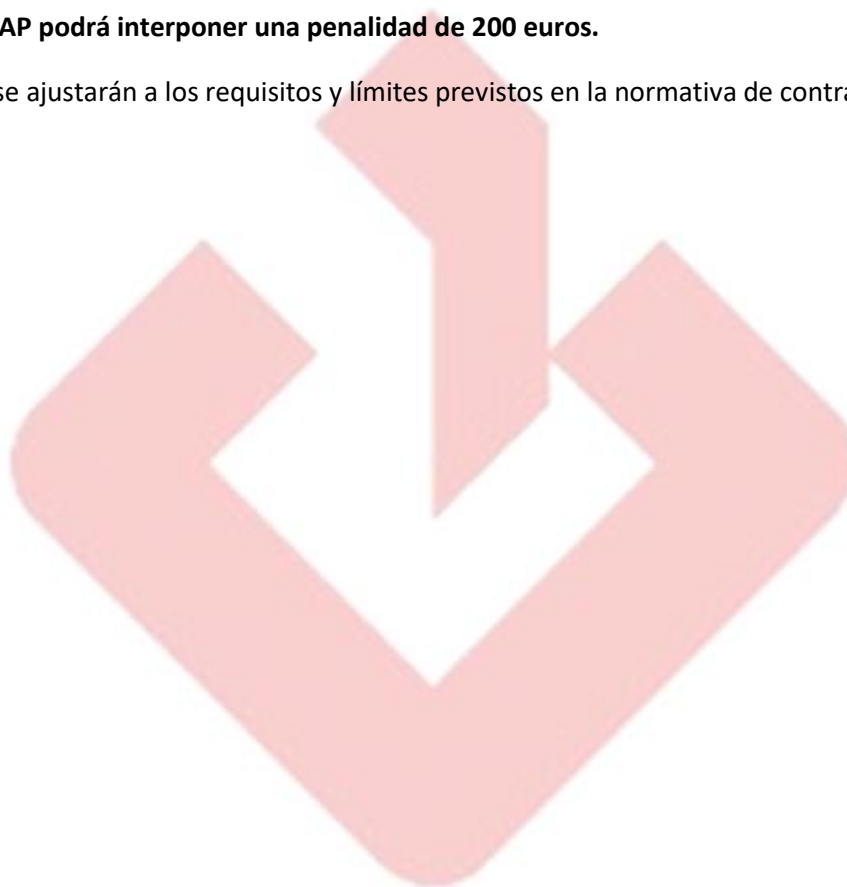 AP podrá interponer una penalidad de 200 euros.
se ajustarán a los requisitos y límites previstos en la normativa de contra